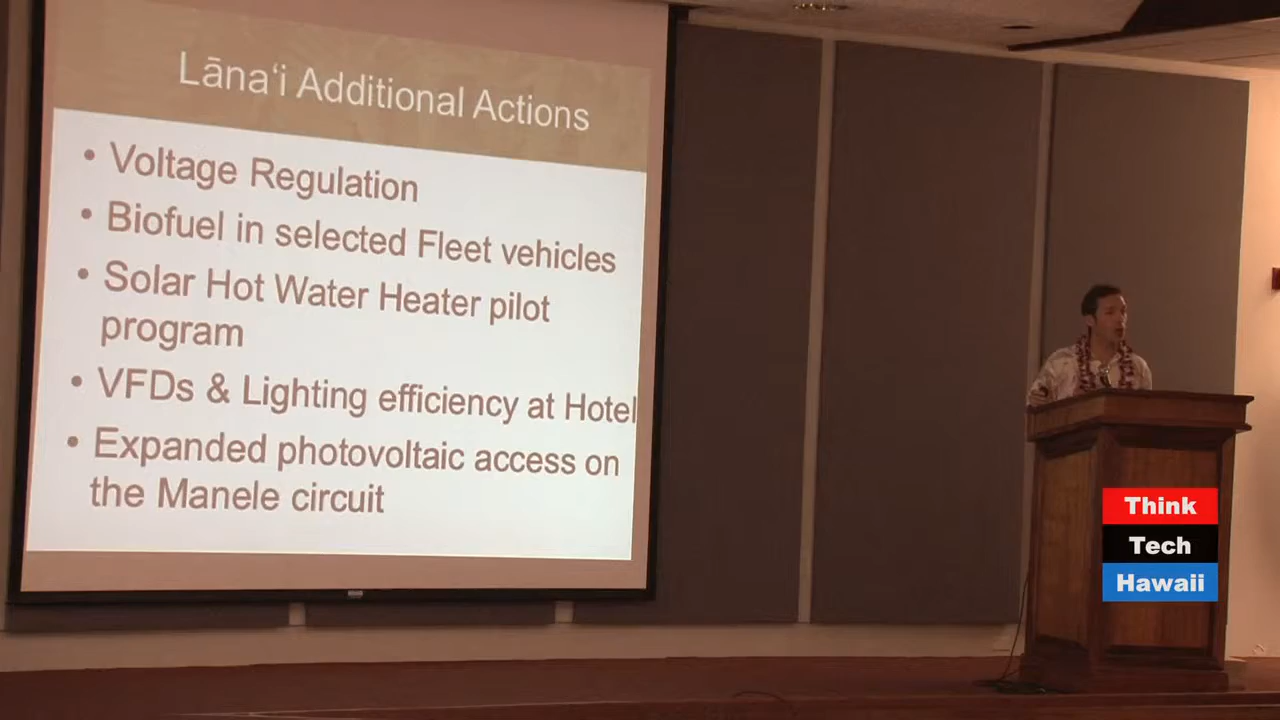 Lāna‘i Additional Actions
• Voltage Regulation
• Biofuel in selected Fleet vehicles
• Solar Hot Water Heater pilot
program
• VFDs & Lighting efficiency at Hotel
• Expanded photovoltaic access on
the Manele circuit
Think
Tech
Hawaii